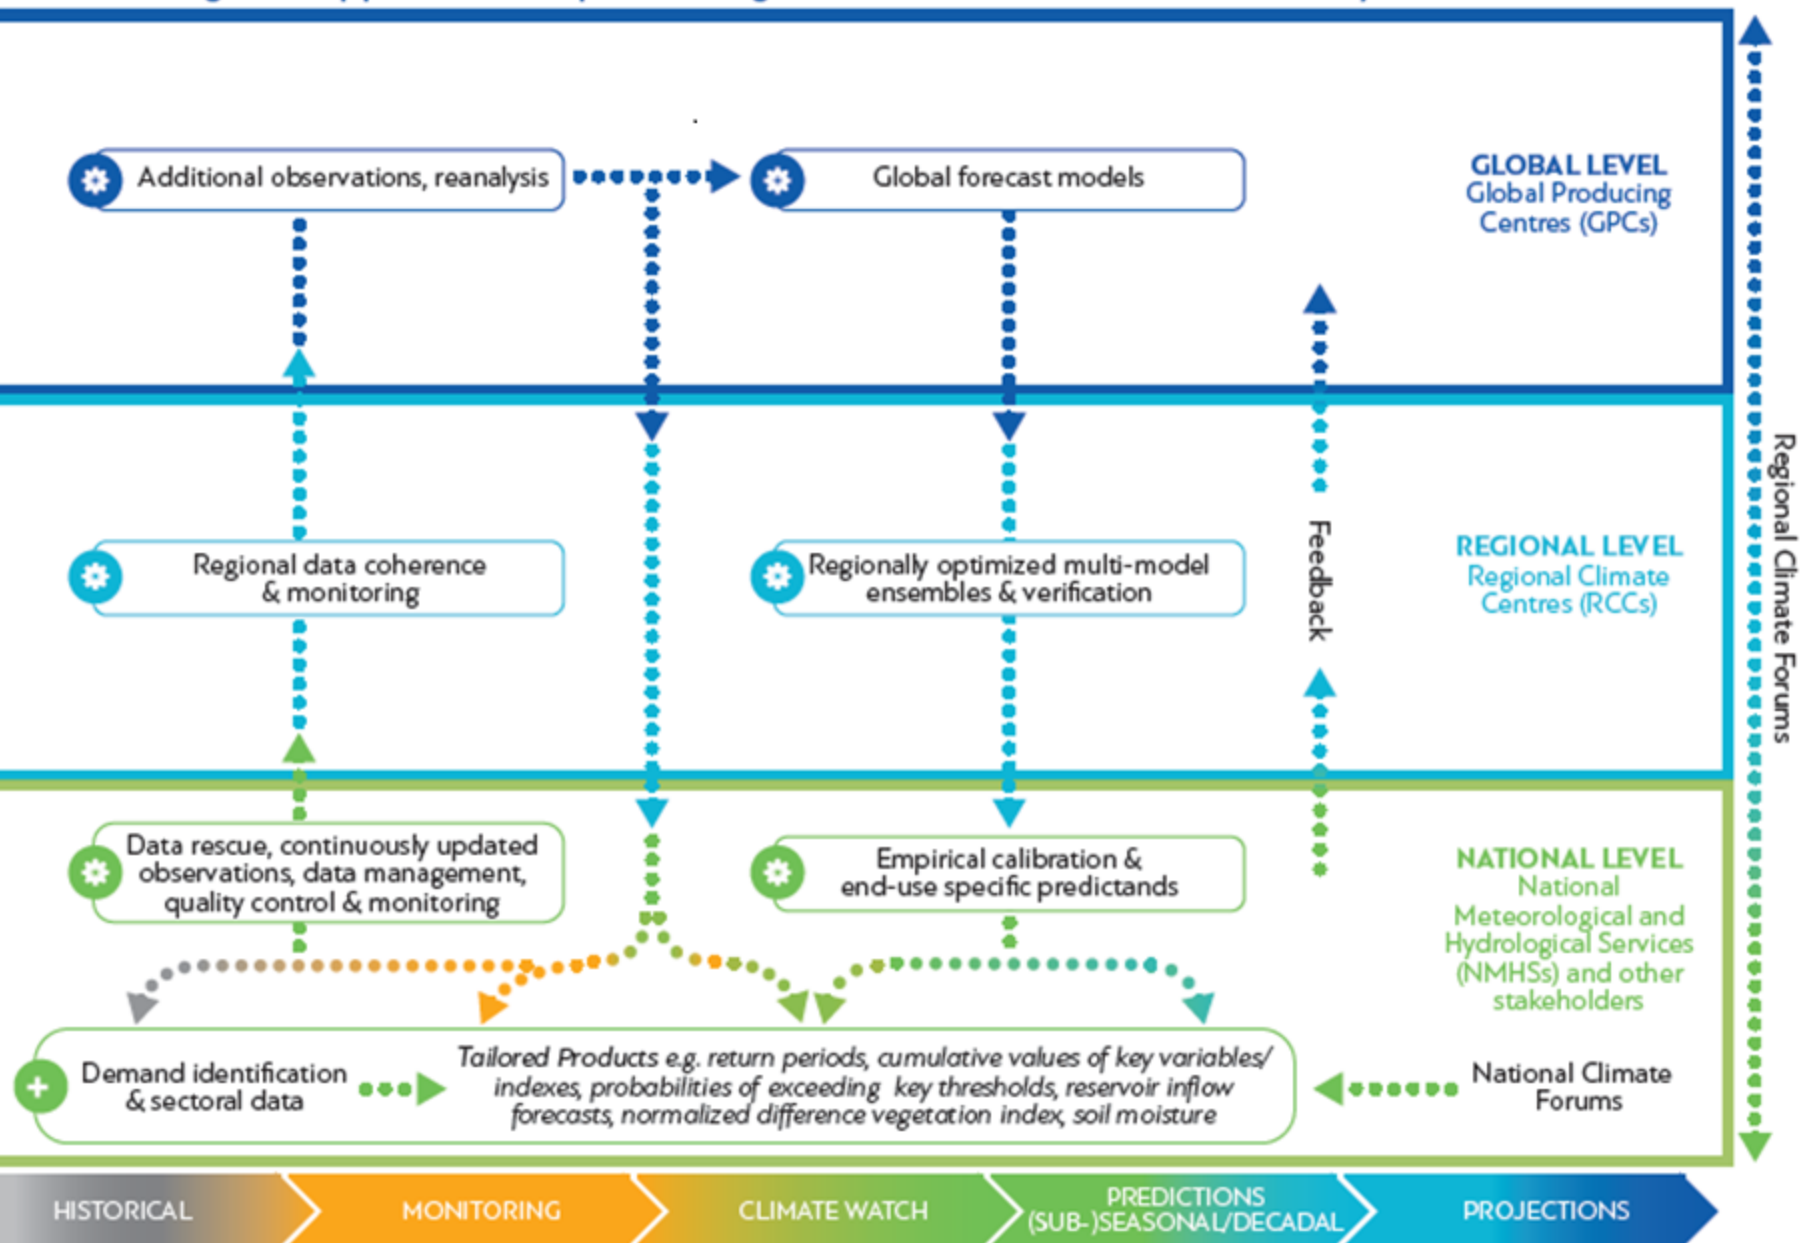 Additional observations, reanalysis
Global forecast models
GLOBAL LEVEL
Global Producing
Centres (GPCs)
Regional data coherence
& monitoring
Regionally optimized multi-model
ensembles & verification
Feedback
REGIONAL LEVEL
Regional Climate
Centres (RCCs)
Regional Climate Forums
Data rescue, continuously updated
observations, data management,
quality control & monitoring
Empirical calibration &
end-use specific predictands
NATIONAL LEVEL
National
Meteorological and
Hydrological Services
(NMHSs) and other
stakeholders
Demand identification
& sectoral data
Tailored Products e.g. return periods, cumulative values of key variables/
indexes, probabilities of exceeding key thresholds, reservoir inflow
forecasts, normalized difference vegetation index, soil moisture
National Climate
Forums
HISTORICAL
MONITORING
CLIMATE WATCH
PREDICTIONS
(SUB-)SEASONAL/DECADAL
PROJECTIONS